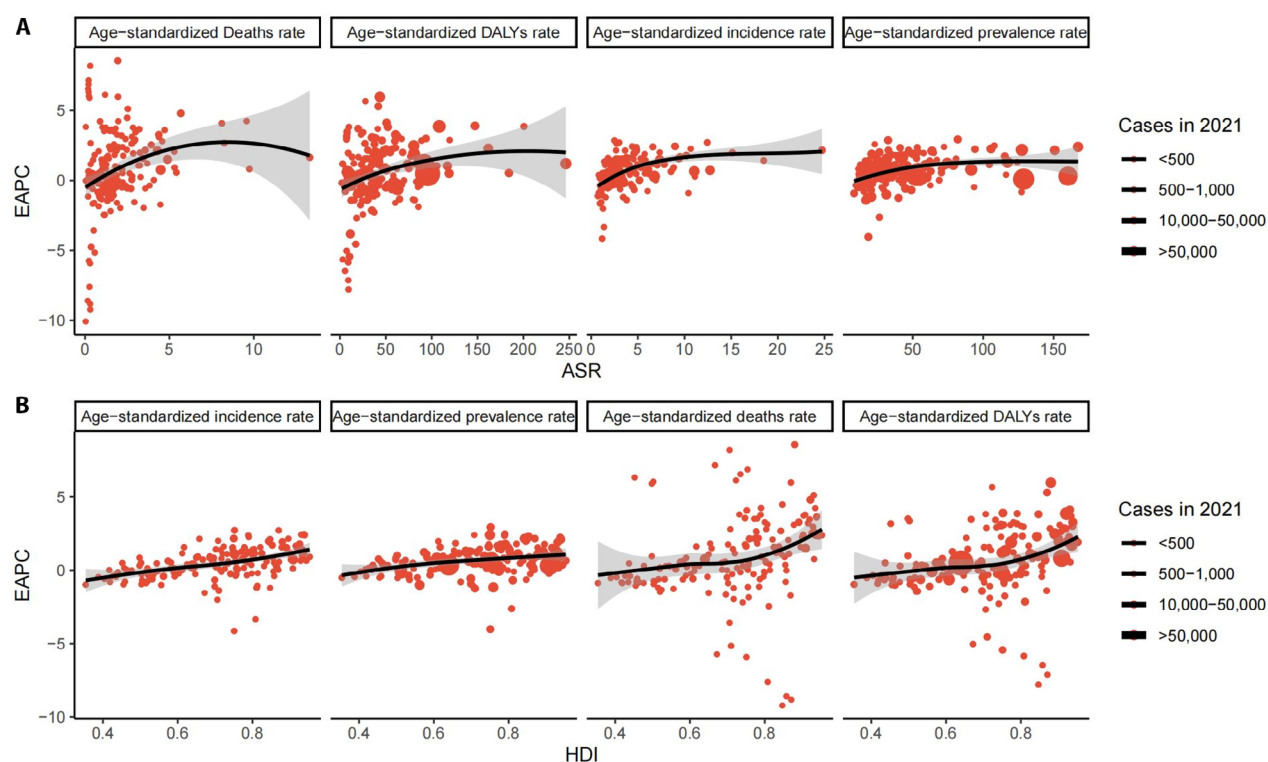 A
Age−standardized Deaths rate
Age−standardized DALYs rate
Age−standardized incidence rate
Age−standardized prevalence rate
EAPC
5
0
−5
−10
0 5 10
0 50 100 150 200 250
0 5 10 15 20 25
50 100 150
ASR
Cases in 2021
<500
500−1,000
10,000−50,000
>50,000
B
Age−standardized incidence rate
Age−standardized prevalence rate
Age−standardized deaths rate
Age−standardized DALYs rate
EAPC
5
0
−5
−10
0.4 0.6 0.8
0.4 0.6 0.8
0.4 0.6 0.8
0.4 0.6 0.8
HDI
Cases in 2021
<500
500−1,000
10,000−50,000
>50,000